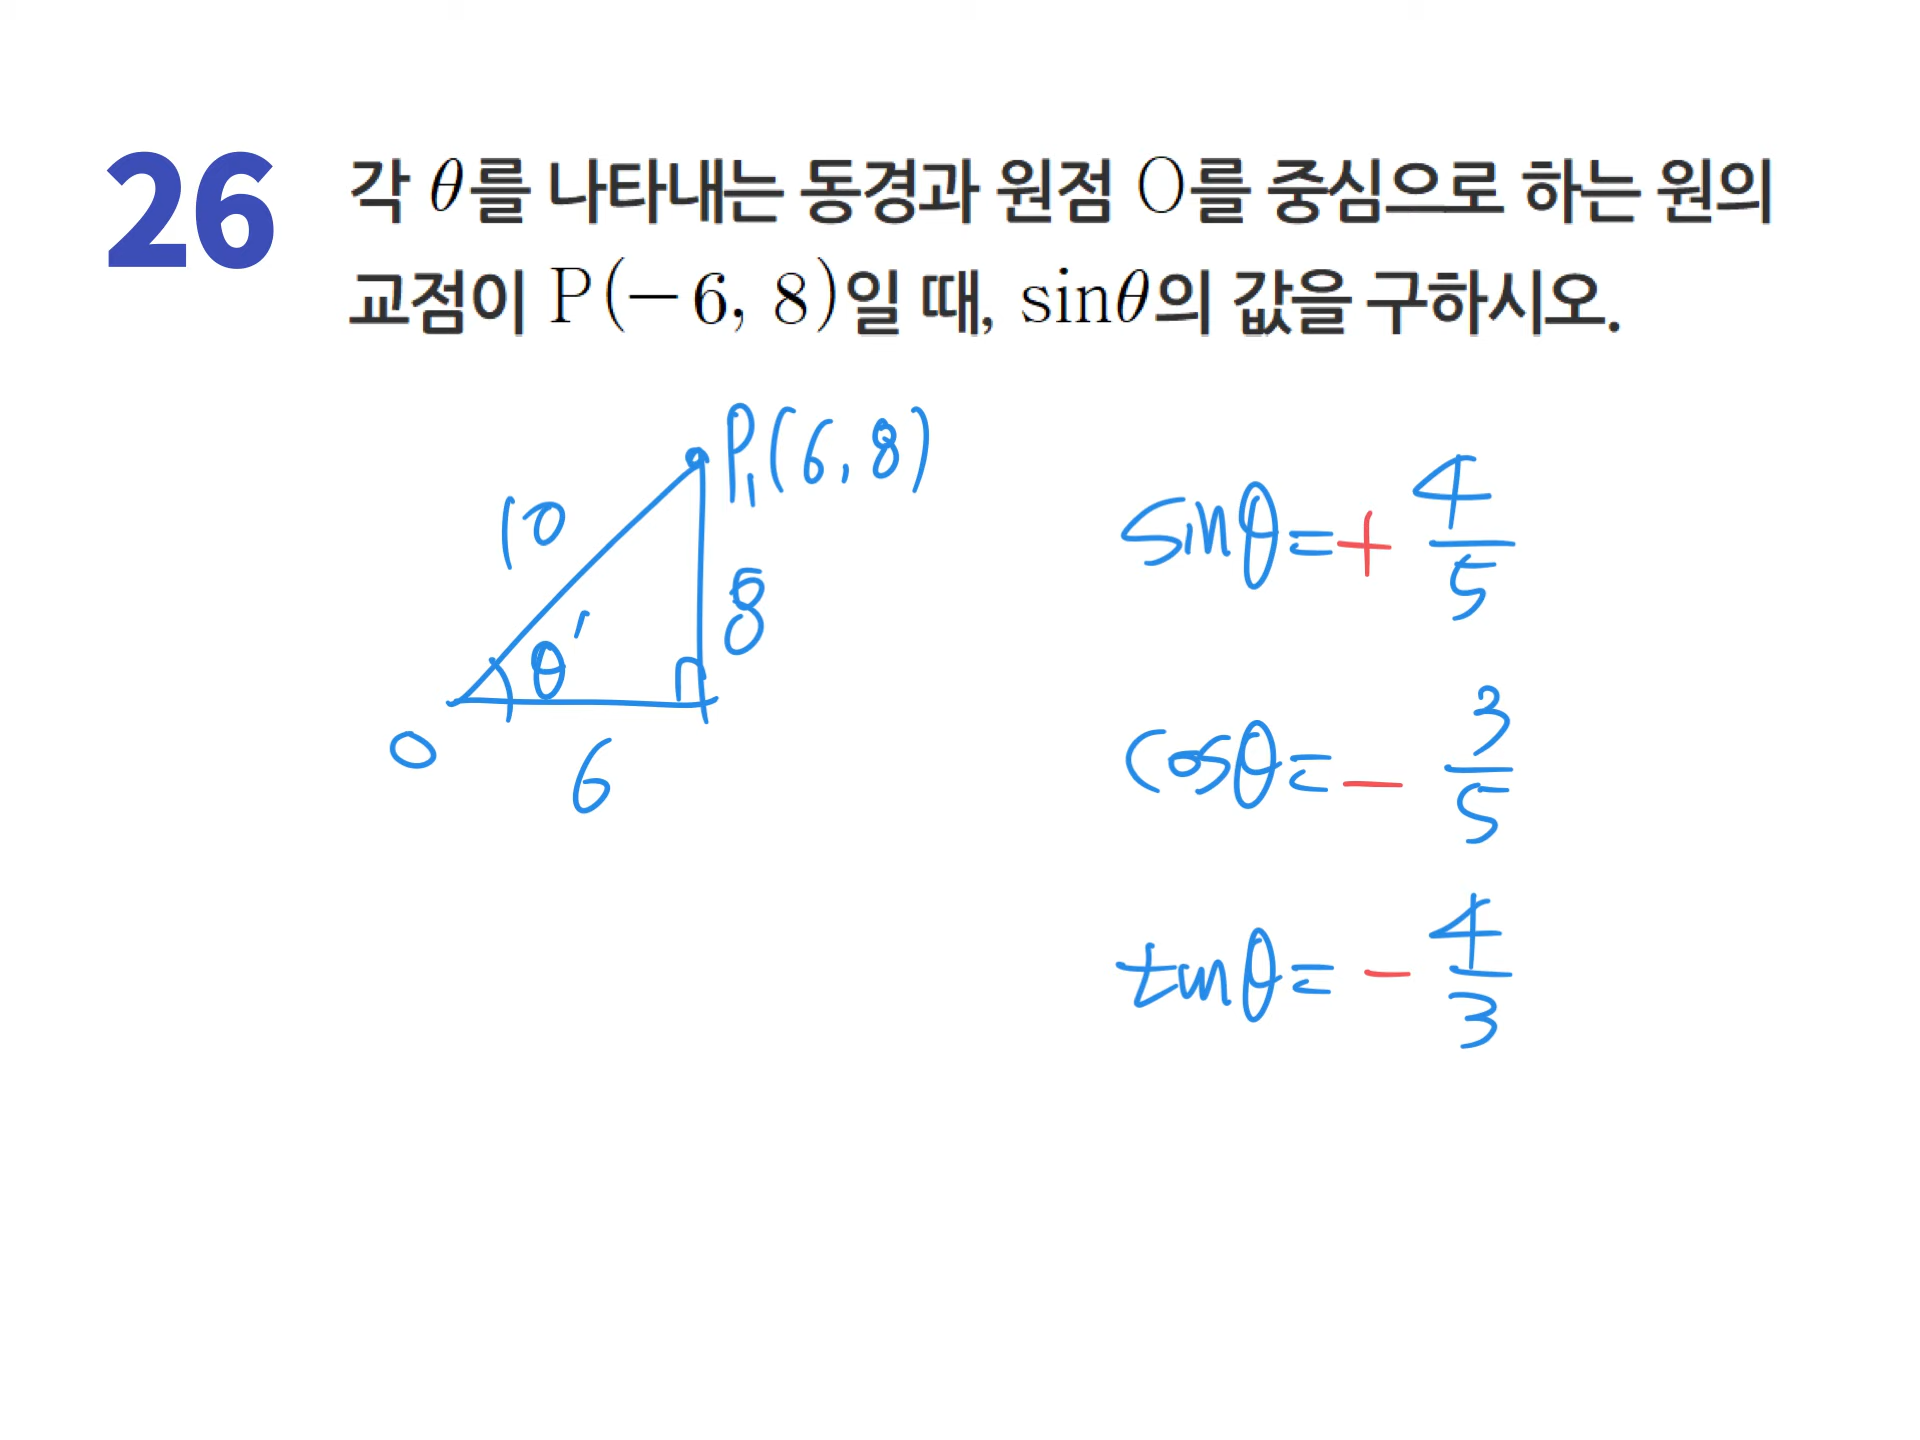 26
각 θ를 나타내는 동경과 원점 O를 중심으로 하는 원의
교점이 P(−6, 8)일 때, sinθ의 값을 구하시오.
P₁(6, 8)
10
8
θ'
O
6
sinθ=+ 4/5
cosθ=− 3/5
tanθ=− 4/3